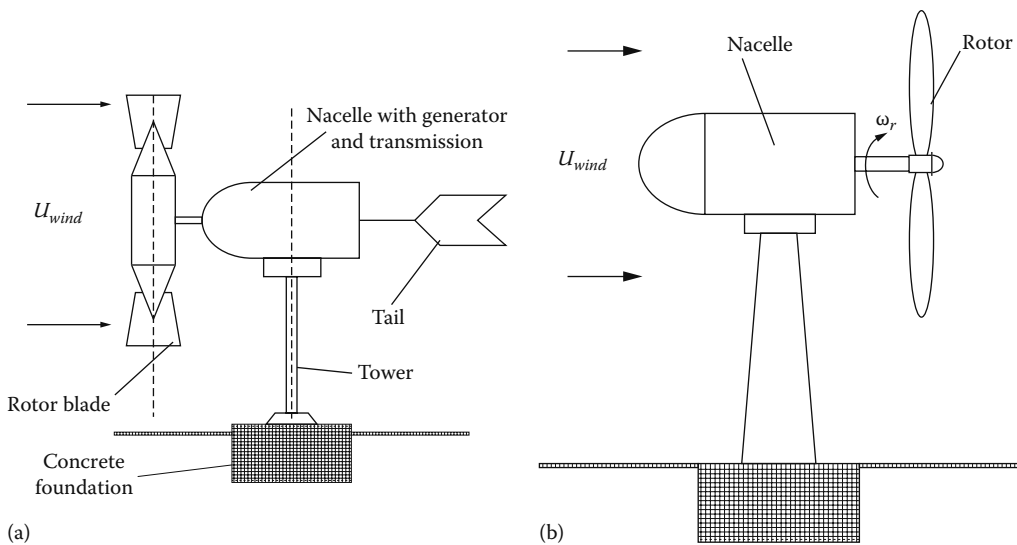 Nacelle with generator
and transmission
U_wind
Tail
Tower
Rotor blade
Concrete
foundation
(a)
Nacelle
Rotor
ω_r
U_wind
(b)